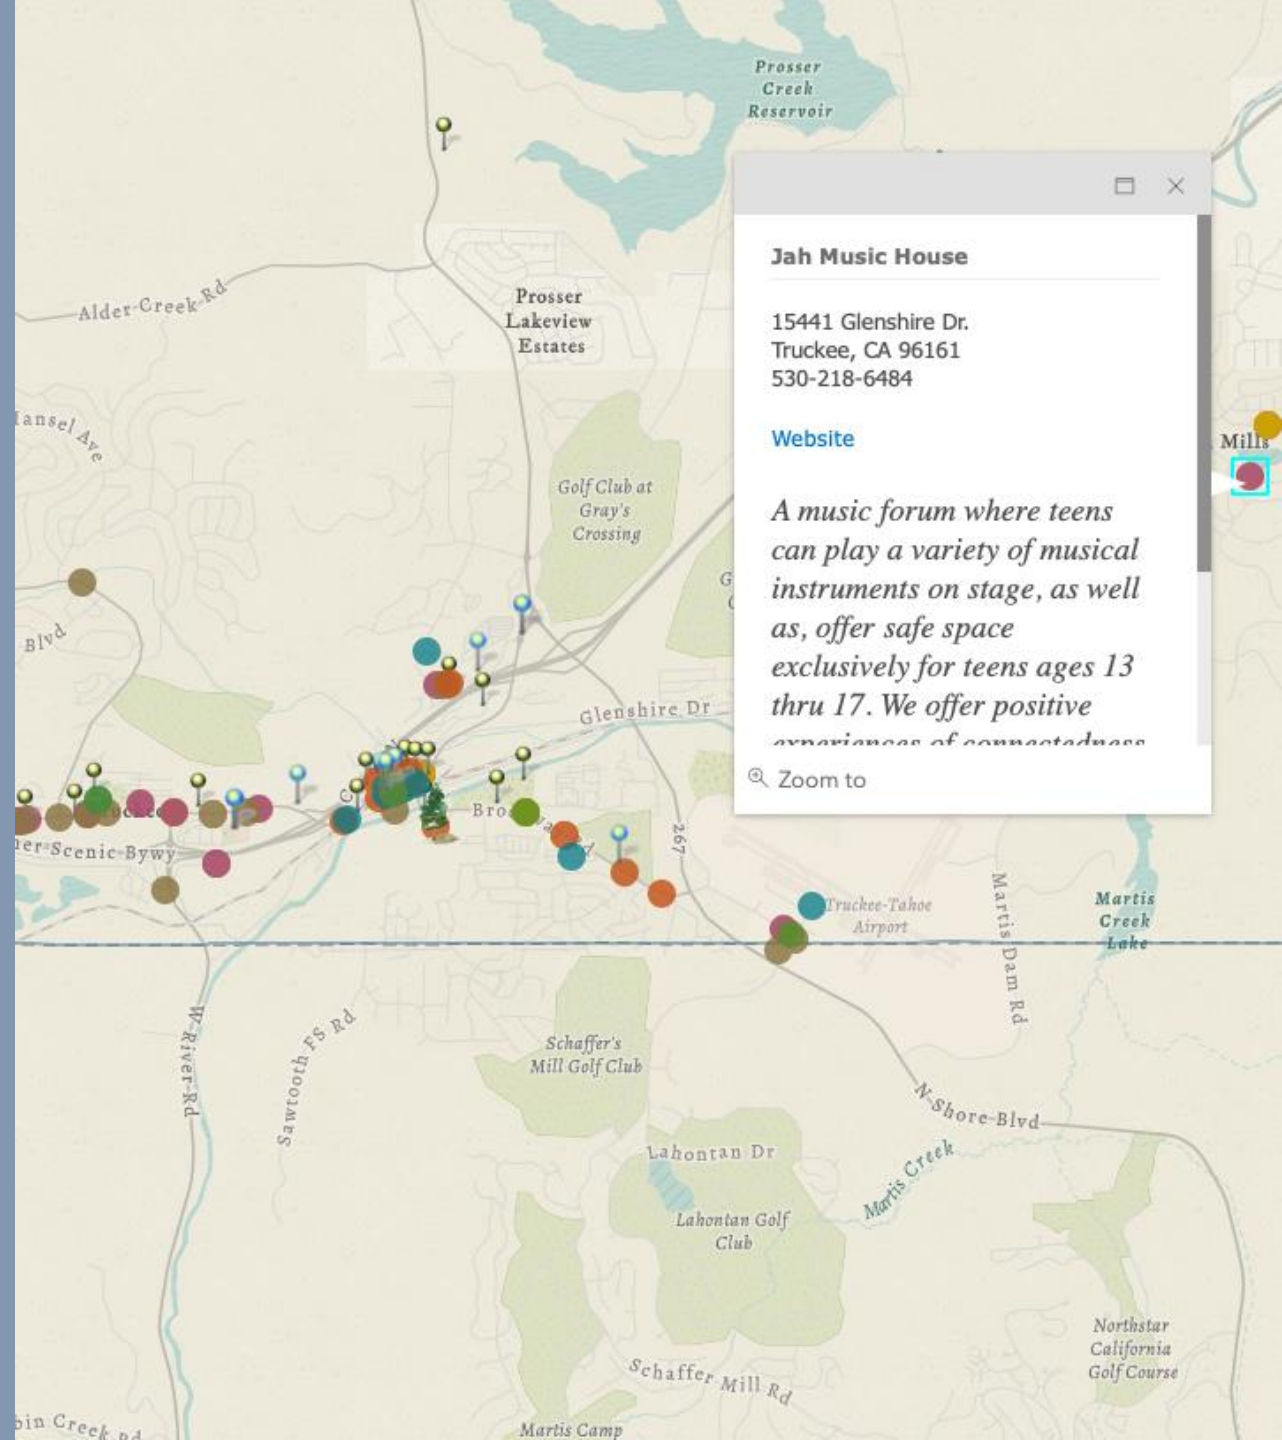 Prosser
Creek
Reservoir
Jah Music House
15441 Glenshire Dr.
Truckee, CA 96161
530-218-6484
Website
A music forum where teens
can play a variety of musical
instruments on stage, as well
as, offer safe space
exclusively for teens ages 13
thru 17. We offer positive
experiences of connectedness
Zoom to
Alder-Creek-Rd
Prosser
Lakeview
Estates
Mills
Golf Club at
Gray's
Crossing
Blvd
Glenshire Dr
267
Scenic-Bywy
Truckee-Tahoe
Airport
Martis Dam Rd
Martis
Creek
Lake
W-River-Rd
Sawtooth FS Rd
Schaffer's
Mill Golf Club
N-Shore-Blvd
Lahontan Dr
Martis Creek
Lahontan Golf
Club
Northstar
California
Golf Course
Schaffer Mill Rd
Martis Camp